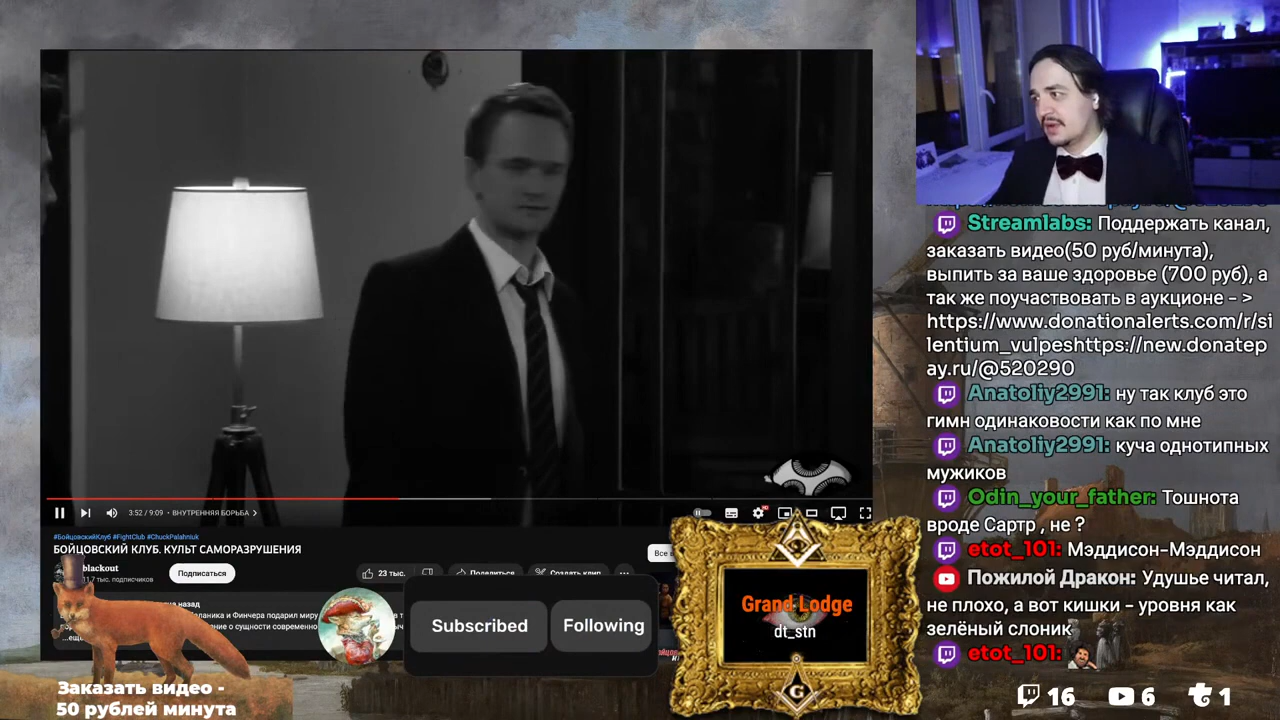 3:52 / 9:09 • ВНУТРЕННЯЯ БОРЬБА >
#БойцовскийКлуб #FightClub #ChuckPalahniuk
БОЙЦОВСКИЙ КЛУБ. КУЛЬТ САМОРАЗРУШЕНИЯ
Все
blackout
Подписаться
23 тыс.
Поделиться
Создать клип
...
назад
Subscribed
Following
Grand Lodge
dt_stn
G
Заказать видео -
50 рублей минута
Streamlabs: Поддержать канал,
заказать видео(50 руб/минута),
выпить за ваше здоровье (700 руб), а
так же поучаствовать в аукционе - >
https://www.donationalerts.com/r/si
lentium_vulpeshttps://new.donatep
ay.ru/@520290
Anatoliy2991: ну так клуб это
гимн одинаковости как по мне
Anatoliy2991: куча однотипных
мужиков
Odin_your_father: Тошнота
вроде Сартр , не ?
etot_101: Мэддисон-Мэддисон
Пожилой Дракон: Удушье читал,
не плохо, а вот кишки - уровня как
зелёный слоник
etot_101:
16
6
1